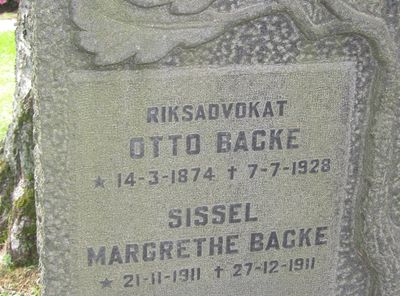 RIKSADVOKAT
OTTO BACKE
★ 14-3-1874 † 7-7-1928
SISSEL
MARGRETHE BACKE
★ 21-11-1911 † 27-12-1911